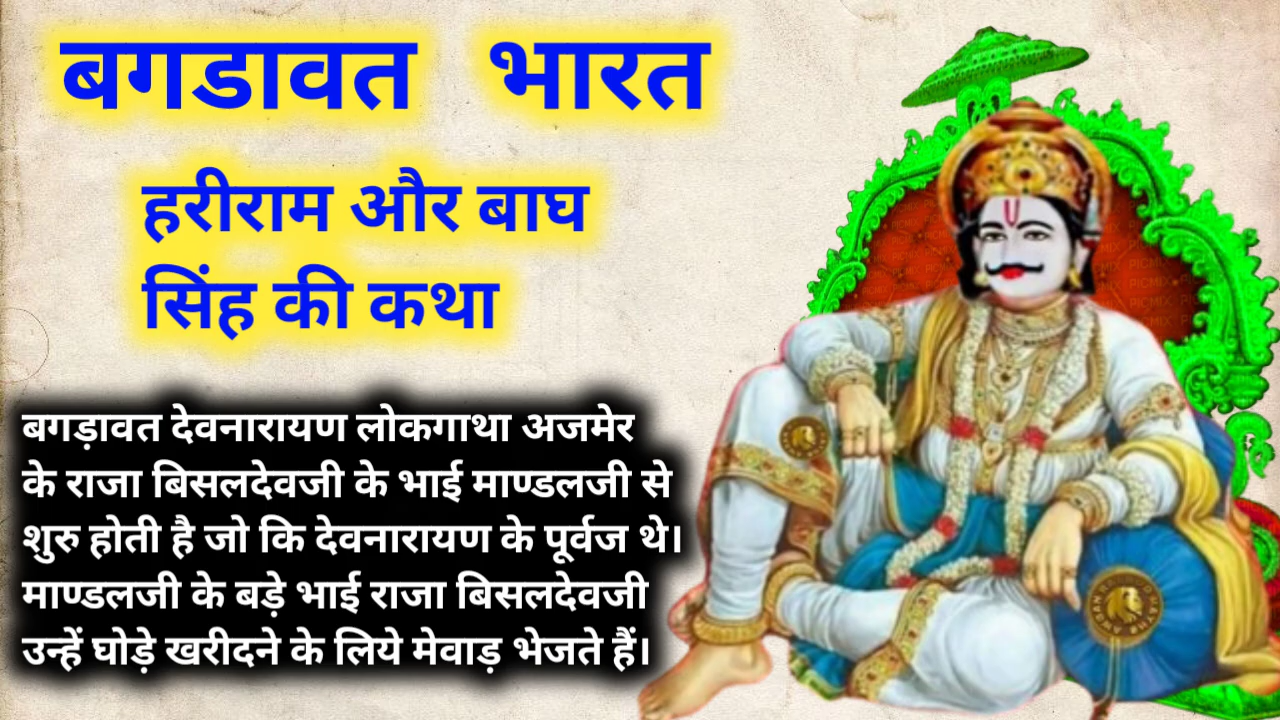 बगडावत भारत
हरीराम और बाघ
सिंह की कथा
बगड़ावत देवनारायण लोकगाथा अजमेर
के राजा बिसलदेवजी के भाई माण्डलजी से
शुरु होती है जो कि देवनारायण के पूर्वज थे।
माण्डलजी के बड़े भाई राजा बिसलदेवजी
उन्हें घोड़े खरीदने के लिये मेवाड़ भेजते हैं।